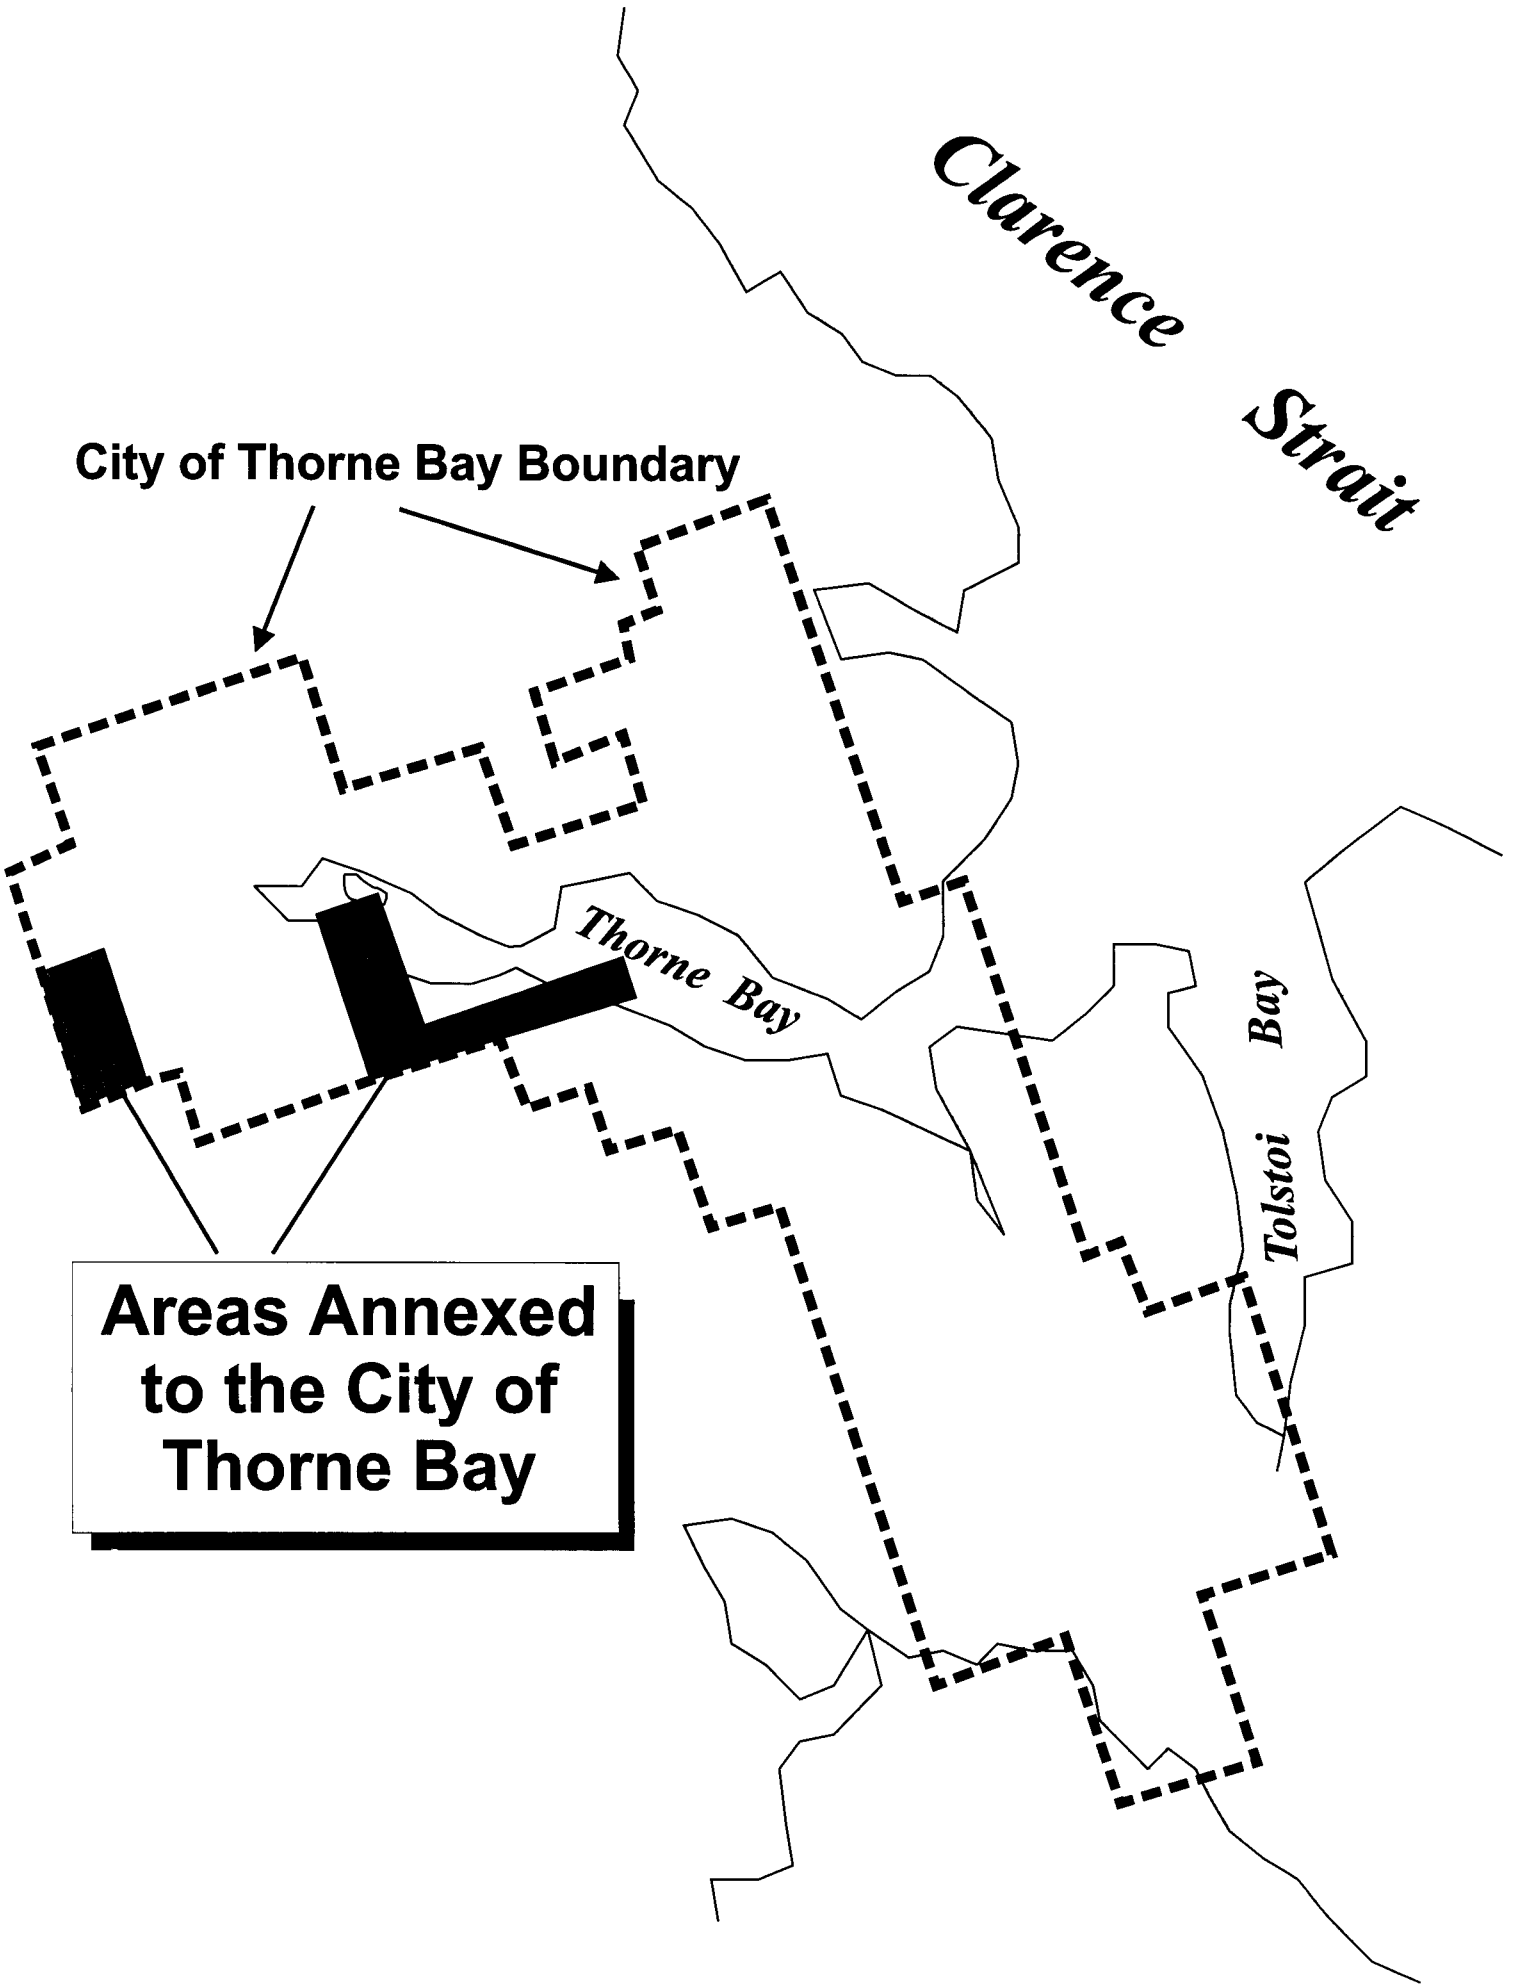 Clarence
Strait
City of Thorne Bay Boundary
Thorne Bay
Tolstoi Bay
Areas Annexed
to the City of
Thorne Bay